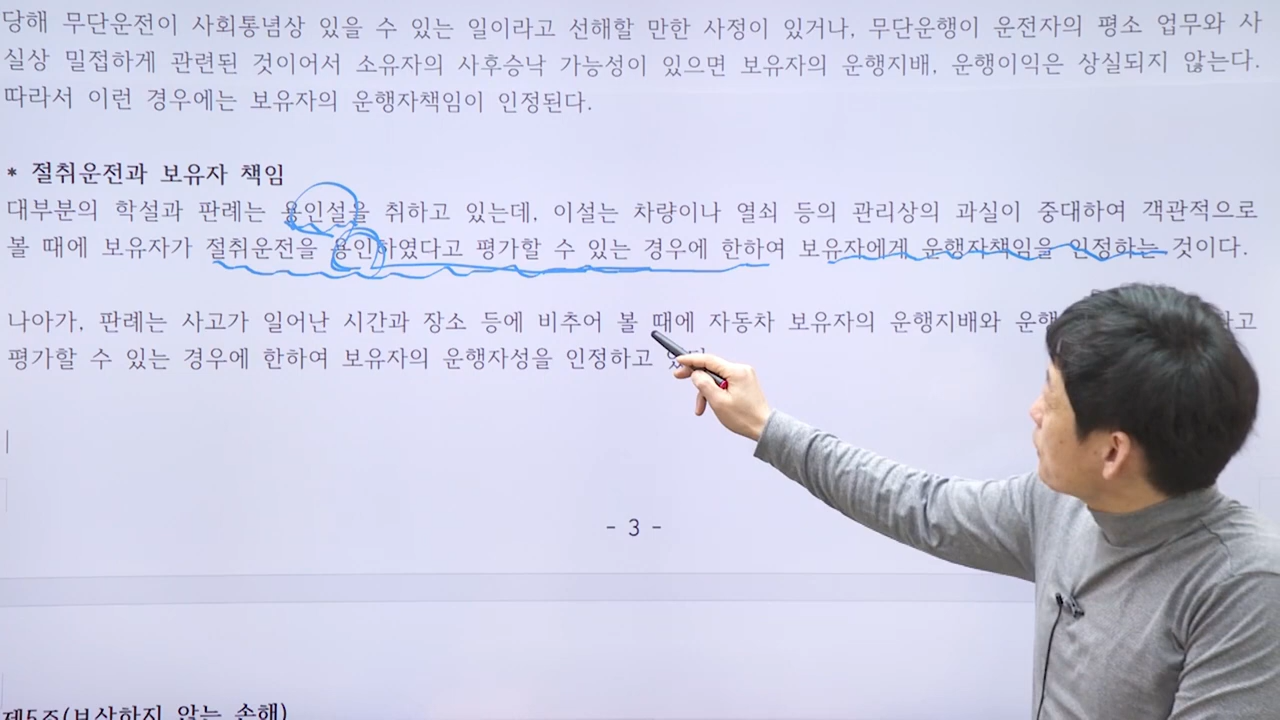 당해 무단운전이 사회통념상 있을 수 있는 일이라고 선해할 만한 사정이 있거나, 무단운행이 운전자의 평소 업무와 사
실상 밀접하게 관련된 것이어서 소유자의 사후승낙 가능성이 있으면 보유자의 운행지배, 운행이익은 상실되지 않는다.
따라서 이런 경우에는 보유자의 운행자책임이 인정된다.
* 절취운전과 보유자 책임
대부분의 학설과 판례는 용인설을 취하고 있는데, 이설는 차량이나 열쇠 등의 관리상의 과실이 중대하여 객관적으로
볼 때에 보유자가 절취운전을 용인하였다고 평가할 수 있는 경우에 한하여 보유자에게 운행자책임을 인정하는 것이다.
나아가, 판례는 사고가 일어난 시간과 장소 등에 비추어 볼 때에 자동차 보유자의 운행지배와 하고
평가할 수 있는 경우에 한하여 보유자의 운행자성을 인정하고
- 3 -
제5조(보상하지 않는 손해)